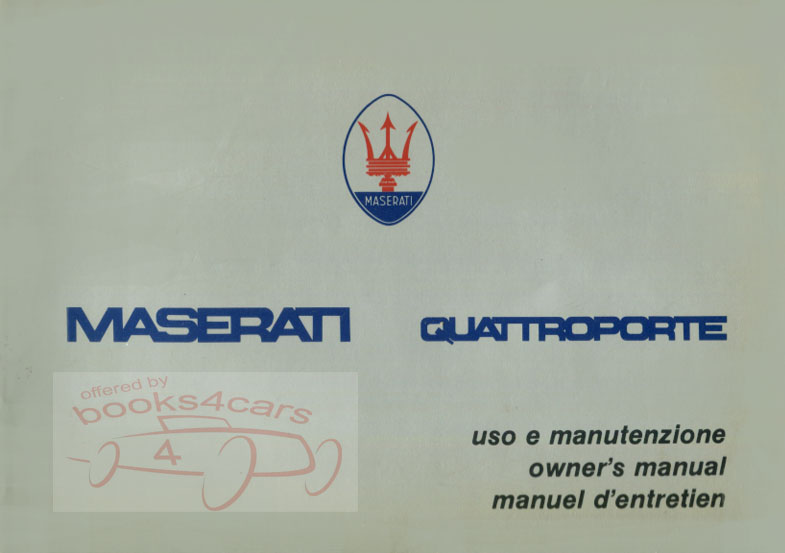 MASERATI
MASERATI QUATTROPORTE
offered by
books4cars
4
uso e manutenzione
owner's manual
manuel d'entretien